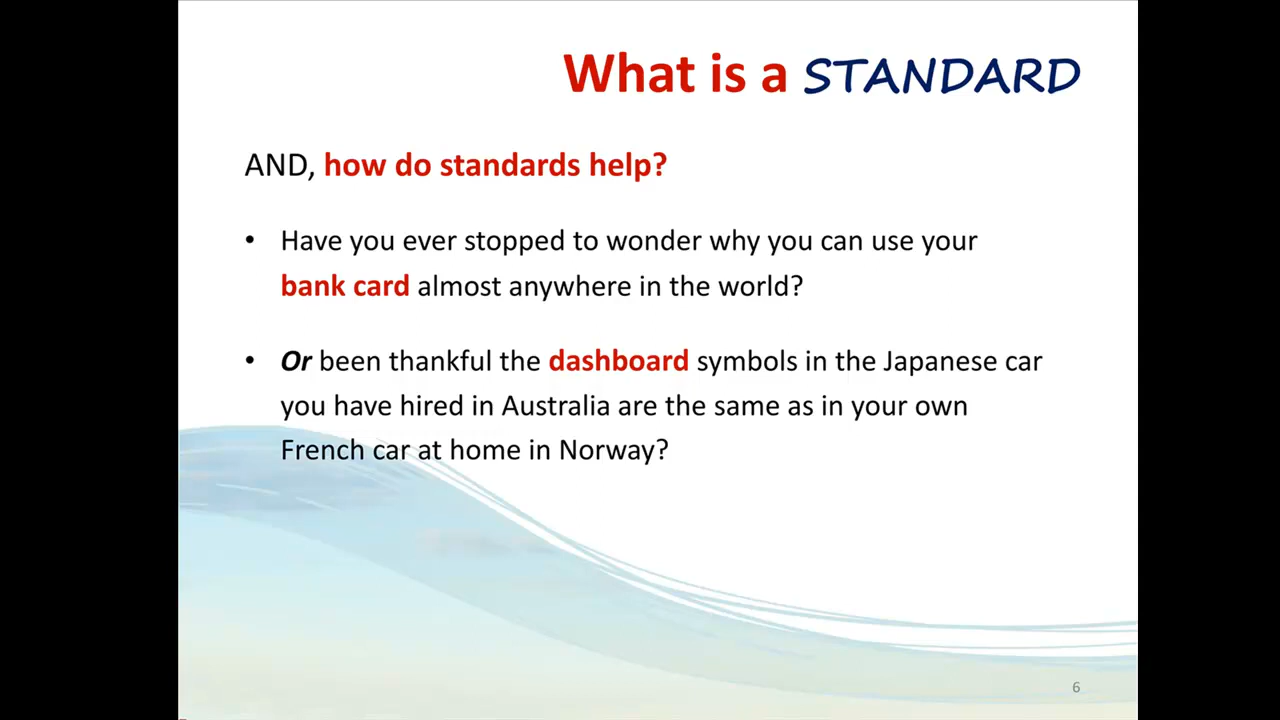 What is a STANDARD
AND, how do standards help?
• Have you ever stopped to wonder why you can use your
bank card almost anywhere in the world?
• Or been thankful the dashboard symbols in the Japanese car
you have hired in Australia are the same as in your own
French car at home in Norway?
6